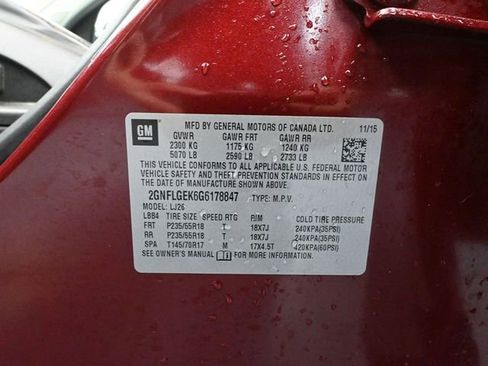 GM
MFD BY GENERAL MOTORS OF CANADA LTD. 11/15
GVWR GAWR FRT GAWR RR
2300 KG 1175 KG 1240 KG
5070 LB 2590 LB 2733 LB
THIS VEHICLE CONFORMS TO ALL APPLICABLE U.S. FEDERAL MOTOR
VEHICLE SAFETY AND THEFT PREVENTION STANDARDS IN EFFECT
ON THE DATE OF MANUFACTURE SHOWN ABOVE.
2GNFLGEK6G6178847 TYPE: M.P.V.
MODEL: LJ26
LBB4 TIRE SIZE SPEED RTG RIM COLD TIRE PRESSURE
FRT P235/55R18 T 18X7J 240KPA(35PSI)
RR P235/55R18 T 18X7J 240KPA(35PSI)
SPA T145/70R17 M 17X4.5T 420KPA(60PSI)
SEE OWNER'S MANUAL FOR MORE INFORMATION